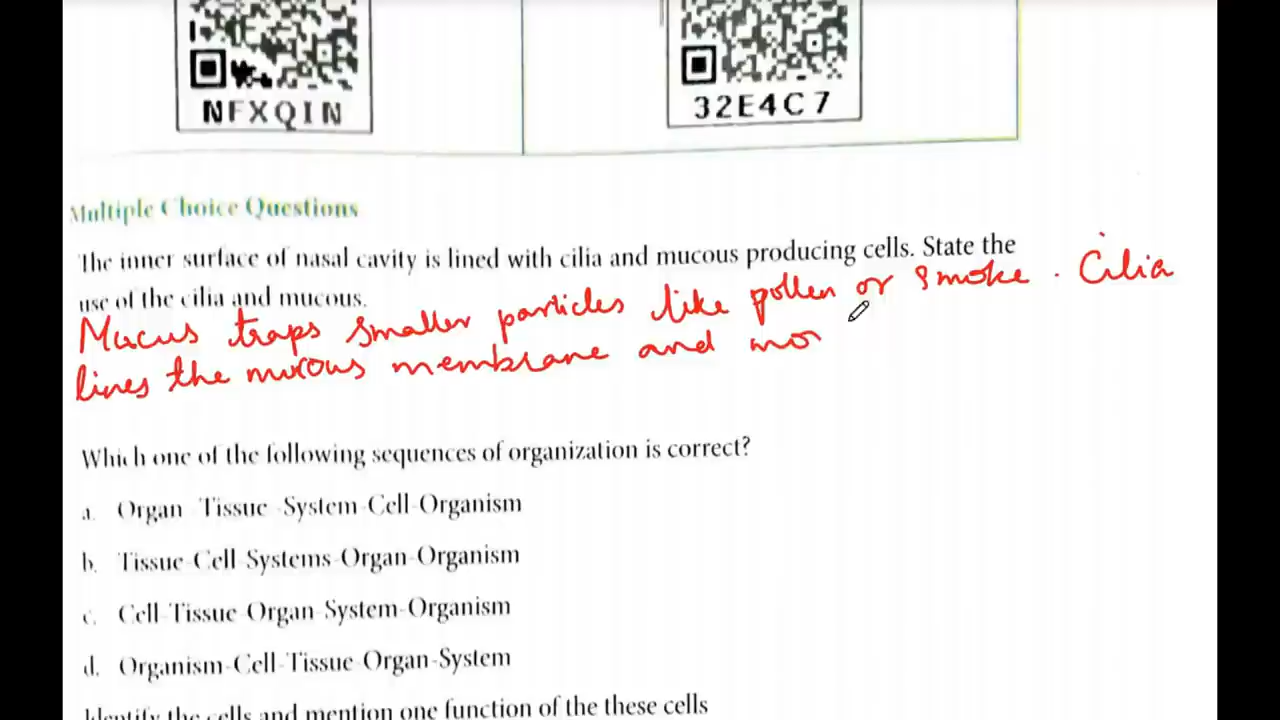 NFXQIN
32E4C7
Multiple Choice Questions
The inner surface of nasal cavity is lined with cilia and mucous producing cells. State the
use of the cilia and mucous.
Mucus traps smaller particles like pollen or smoke. Cilia
lines the mucous membrane and mov
Which one of the following sequences of organization is correct?
a. Organ Tissue -System-Cell-Organism
b. Tissue-Cell-Systems-Organ-Organism
c. Cell-Tissue-Organ-System-Organism
d. Organism-Cell-Tissue-Organ-System
Identify the cells and mention one function of the these cells